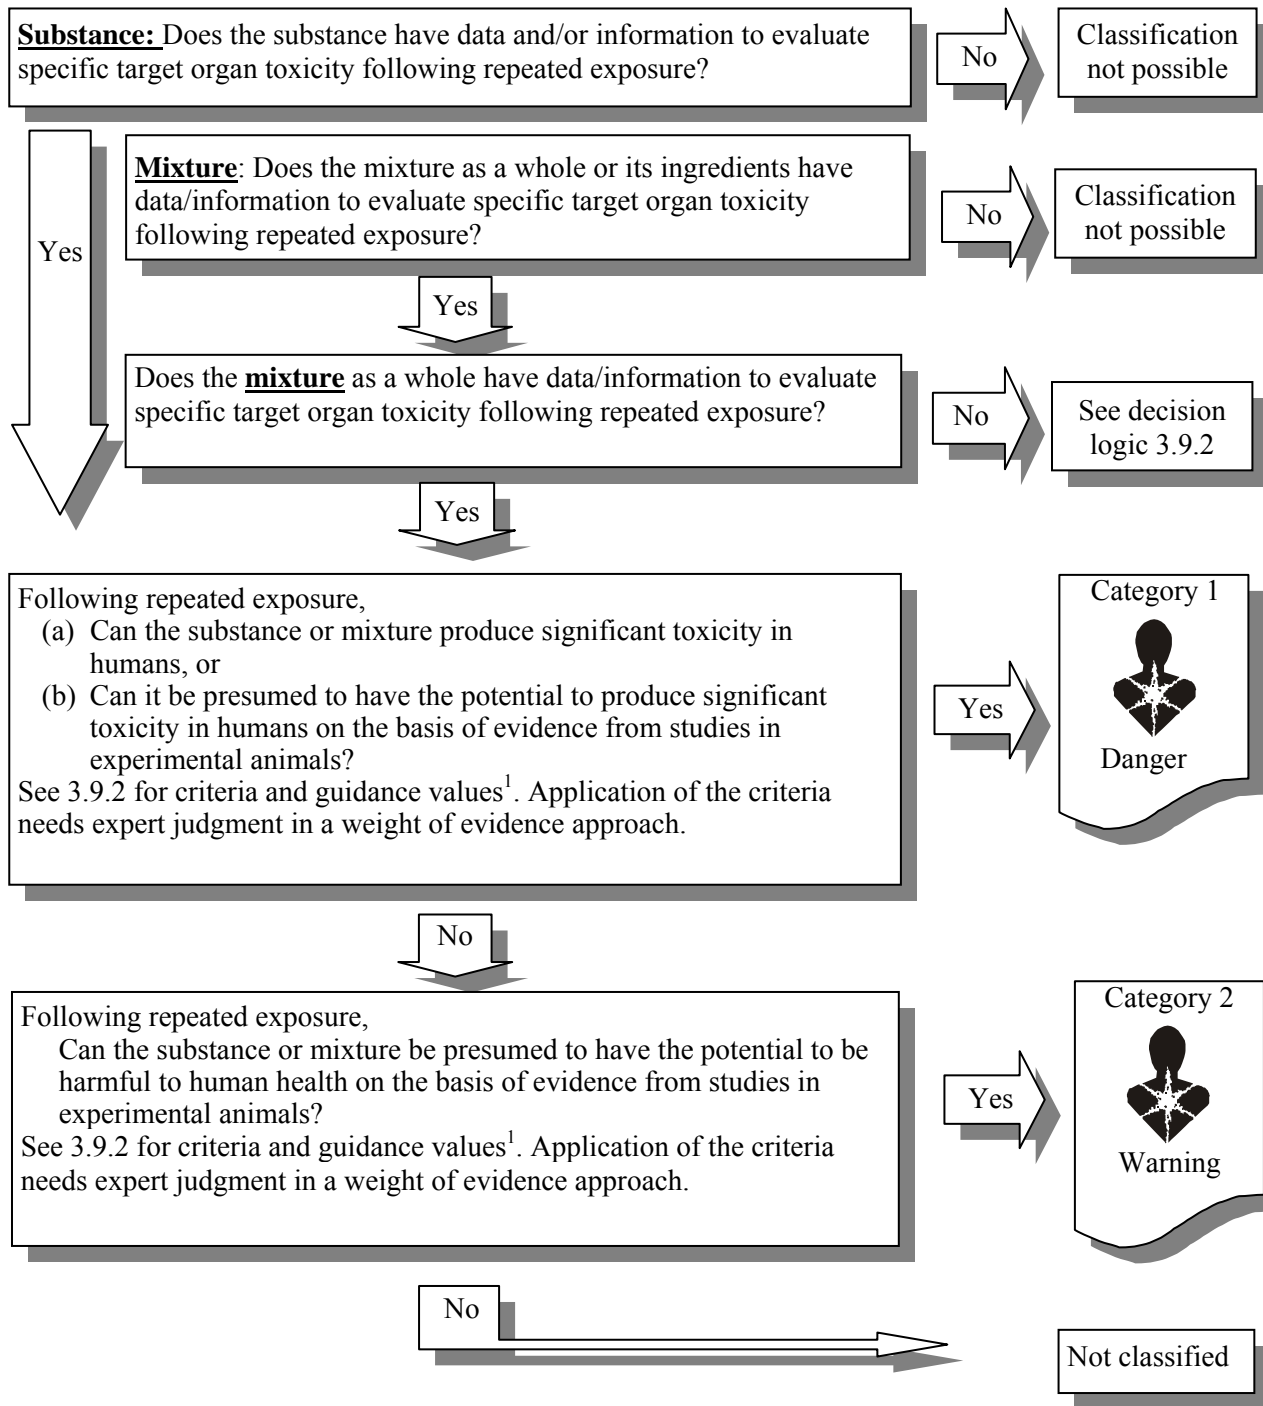 Substance: Does the substance have data and/or information to evaluate
specific target organ toxicity following repeated exposure?
No
Classification
not possible
Mixture: Does the mixture as a whole or its ingredients have
data/information to evaluate specific target organ toxicity
following repeated exposure?
No
Classification
not possible
Yes
Yes
Does the mixture as a whole have data/information to evaluate
specific target organ toxicity following repeated exposure?
No
See decision
logic 3.9.2
Yes
Following repeated exposure,
(a) Can the substance or mixture produce significant toxicity in
humans, or
(b) Can it be presumed to have the potential to produce significant
toxicity in humans on the basis of evidence from studies in
experimental animals?
See 3.9.2 for criteria and guidance values1. Application of the criteria
needs expert judgment in a weight of evidence approach.
Yes
Category 1
Danger
No
Following repeated exposure,
Can the substance or mixture be presumed to have the potential to be
harmful to human health on the basis of evidence from studies in
experimental animals?
See 3.9.2 for criteria and guidance values1. Application of the criteria
needs expert judgment in a weight of evidence approach.
Yes
Category 2
Warning
No
Not classified